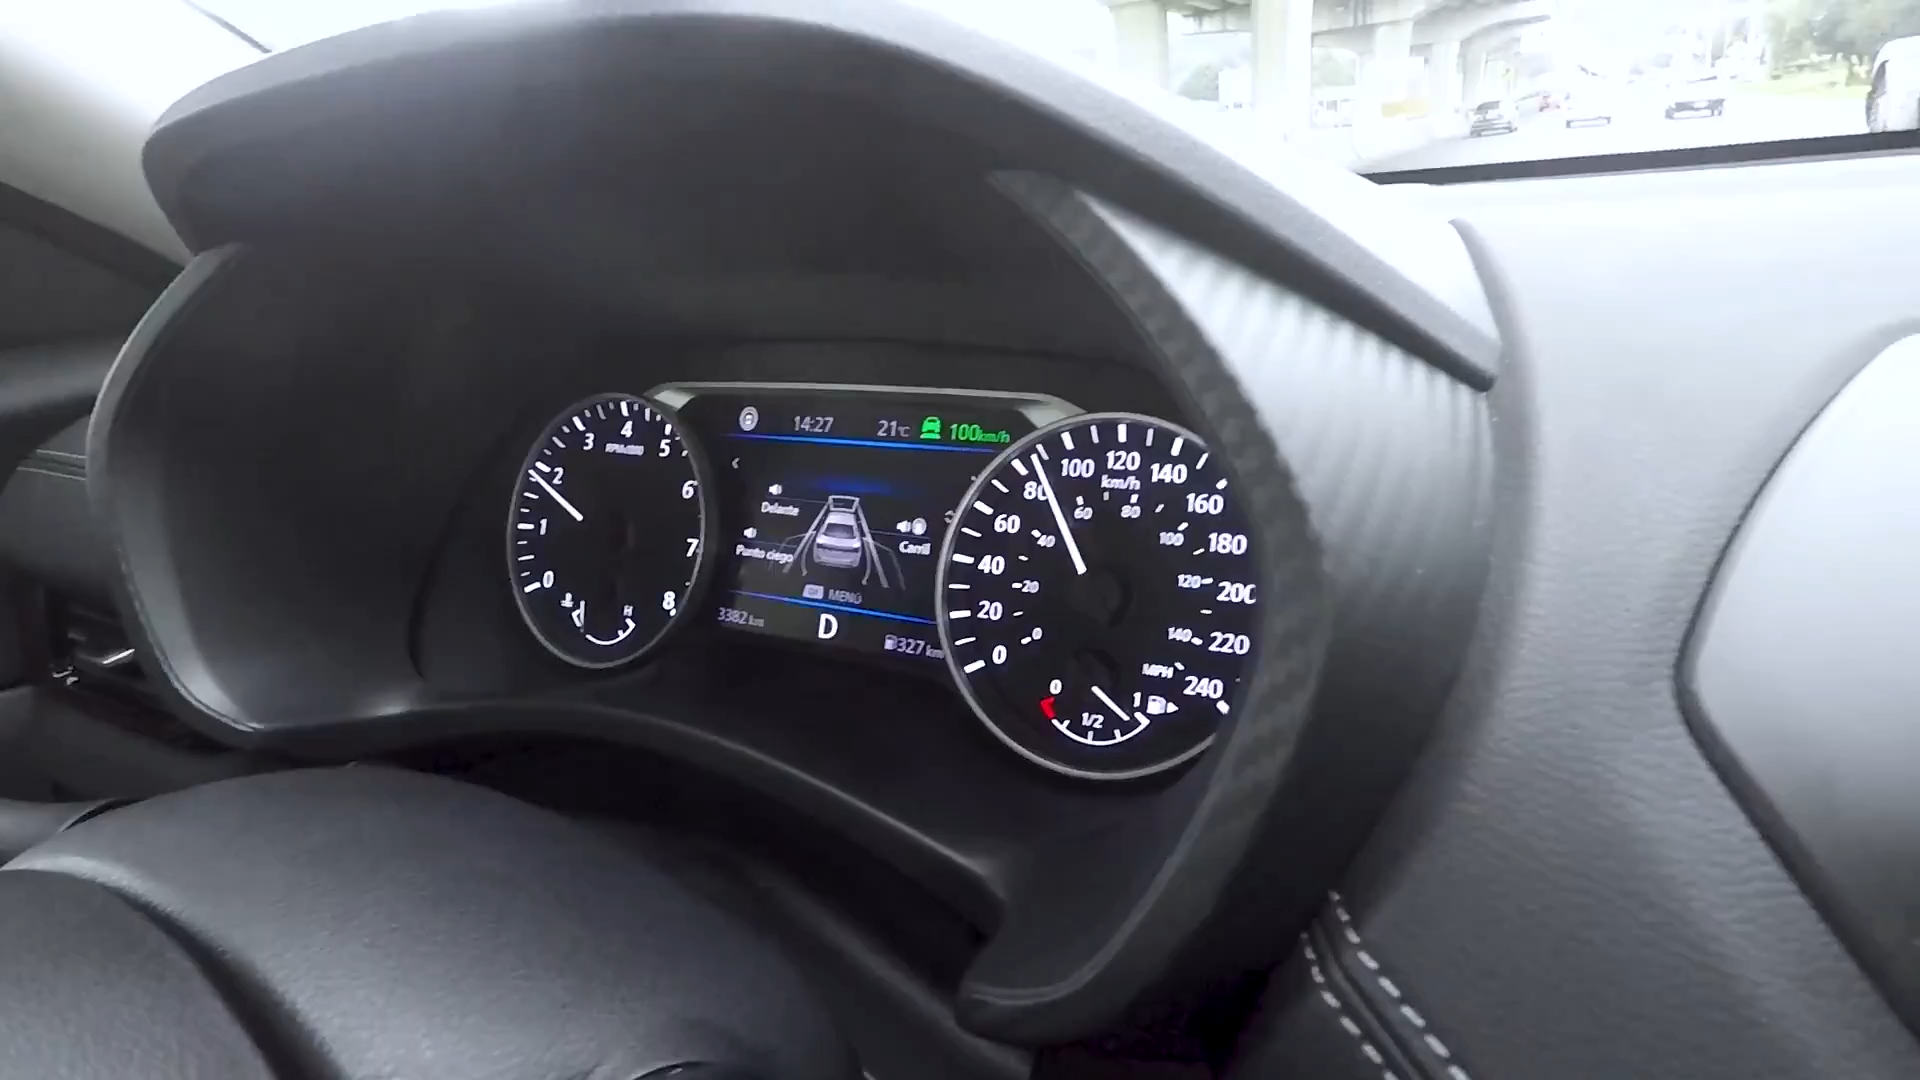 14:27 21°C 100km/h
Delante
Punto ciego
Carril
OK MENÚ
3382 km D 327 km
0 1 2 3 4 5 6 7 8
RPMx1000
H
0 20 40 60 80 100 120 140 160 180 200 220 240
km/h
0 20 40 60 80 100 120 140
MPH
0 1/2 1